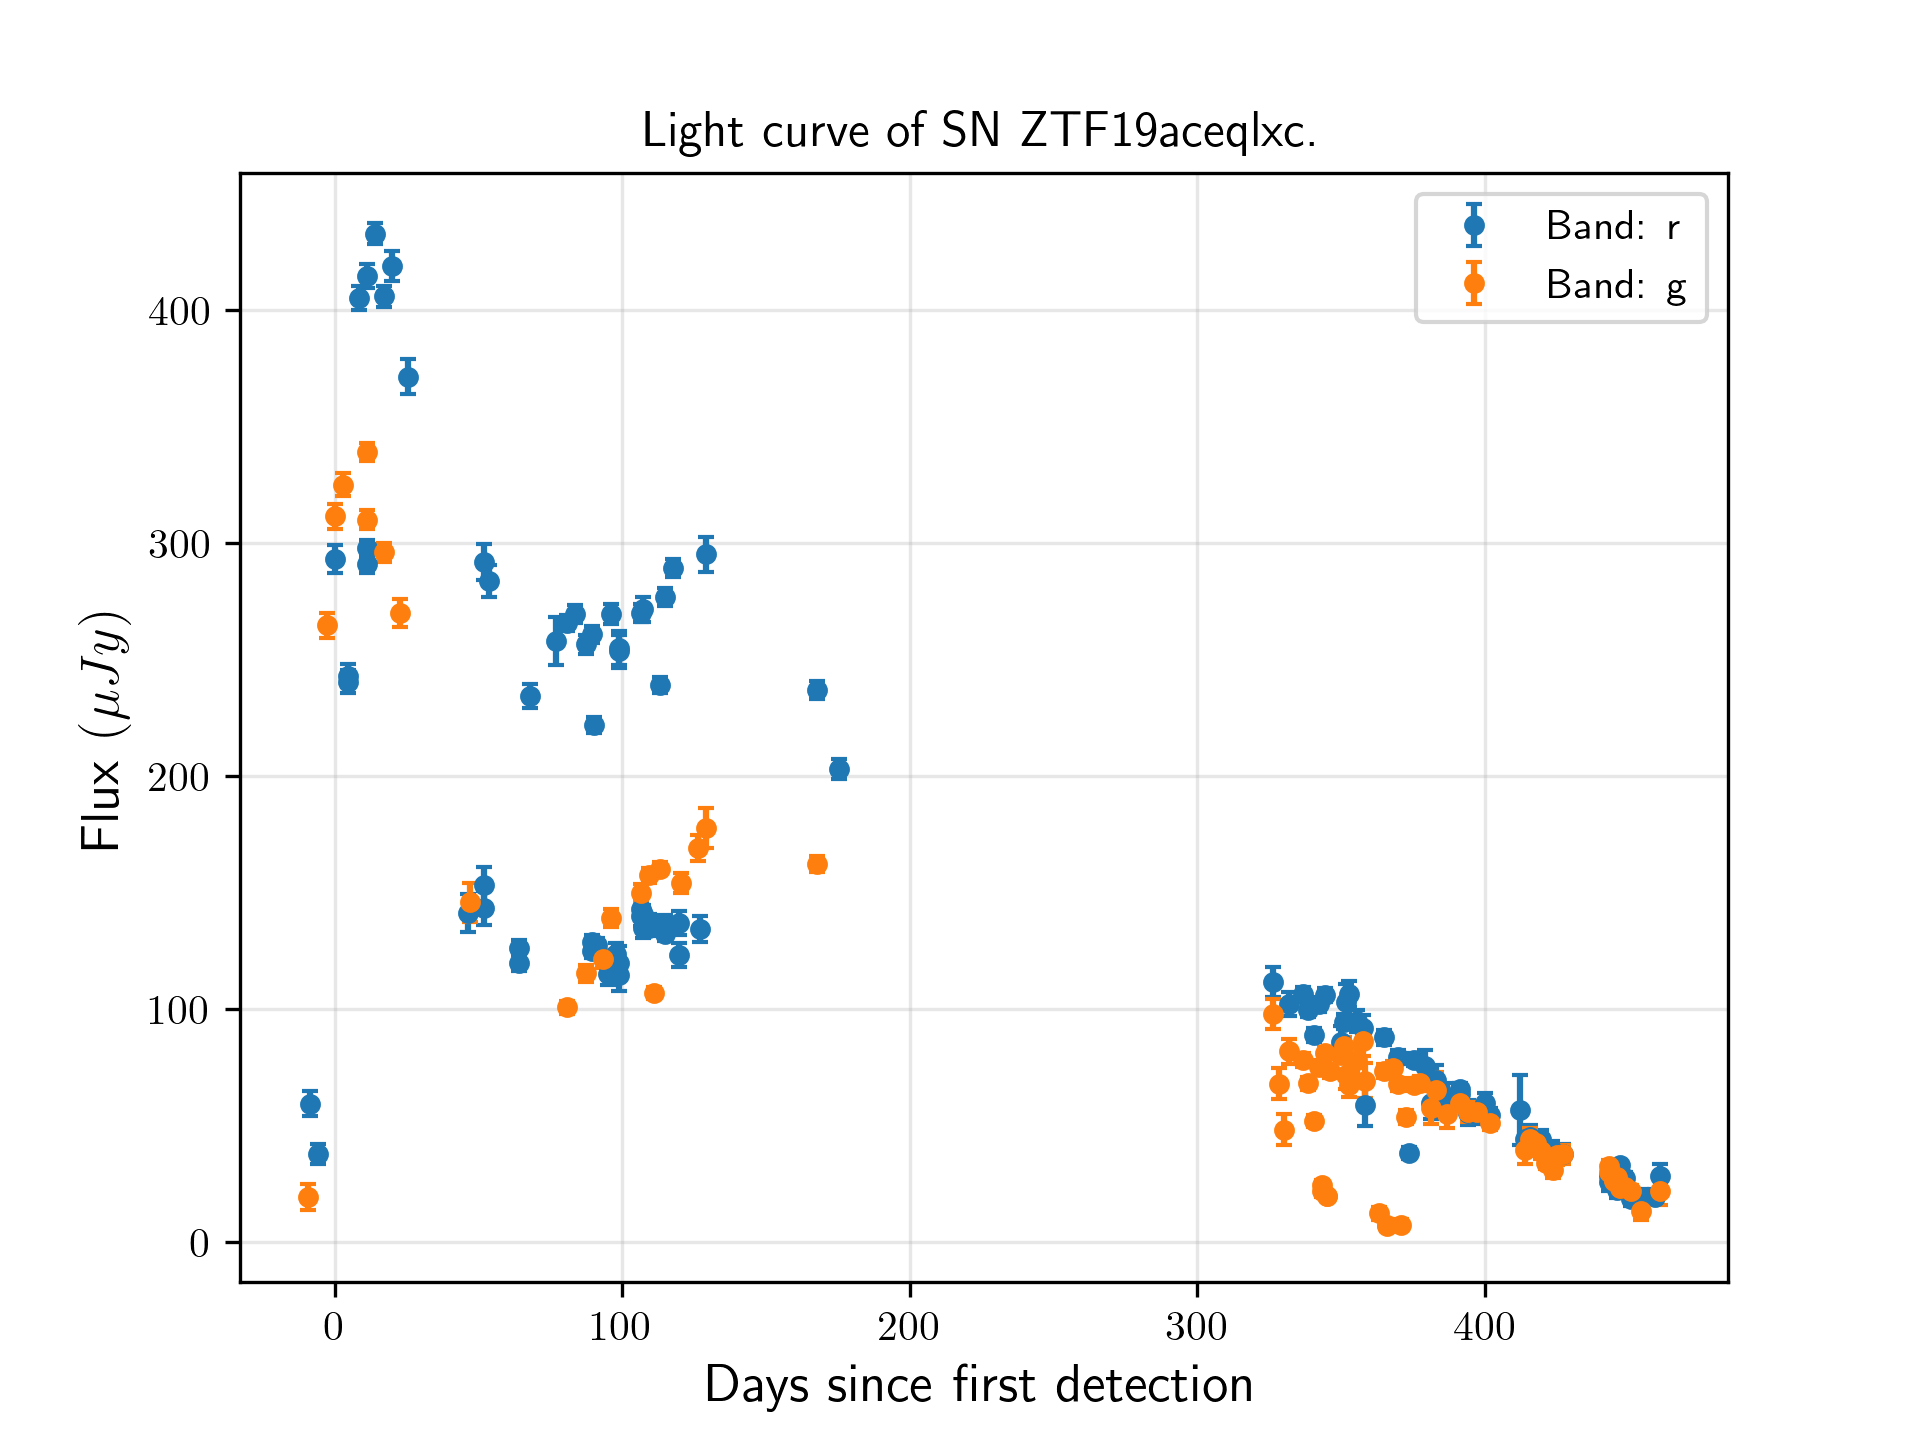 Light curve of SN ZTF19aceqlxc.
Band: r
Band: g
400
300
200
100
0
Flux (μJy)
0 100 200 300 400
Days since first detection